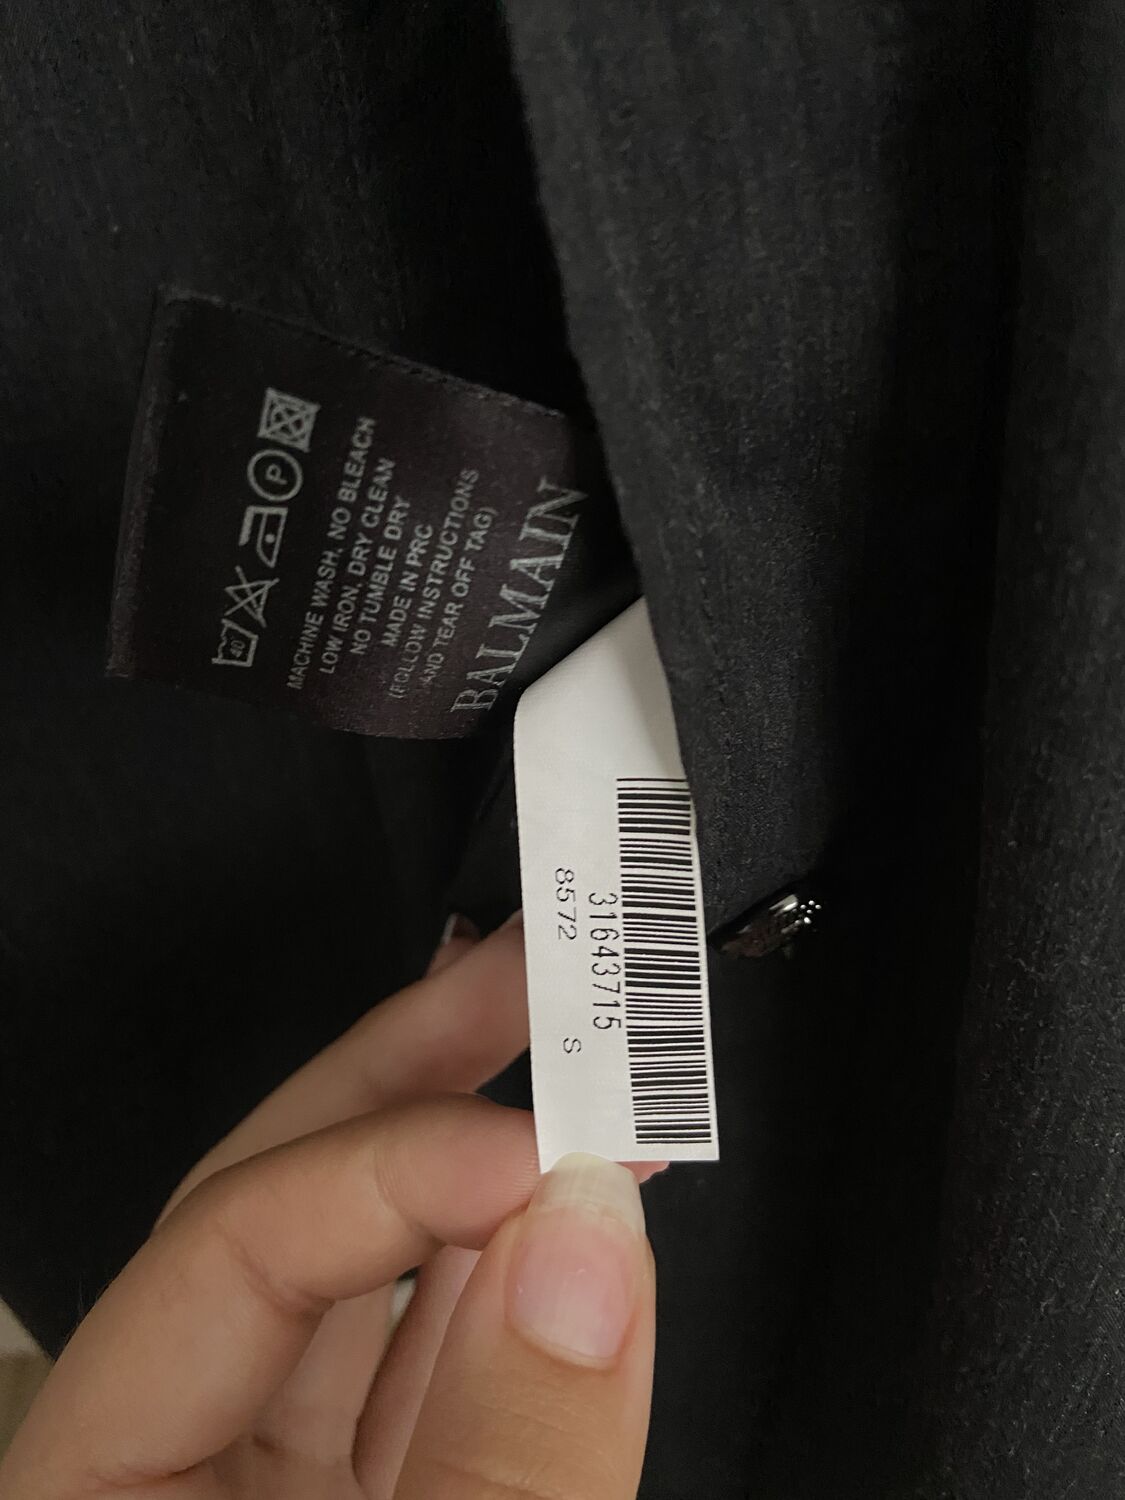 MACHINE WASH, NO BLEACH
LOW IRON, DRY CLEAN
NO TUMBLE DRY
MADE IN PRC
(FOLLOW INSTRUCTIONS
AND TEAR OFF TAG)
BALMAIN
40°
P
31643715
8572 S